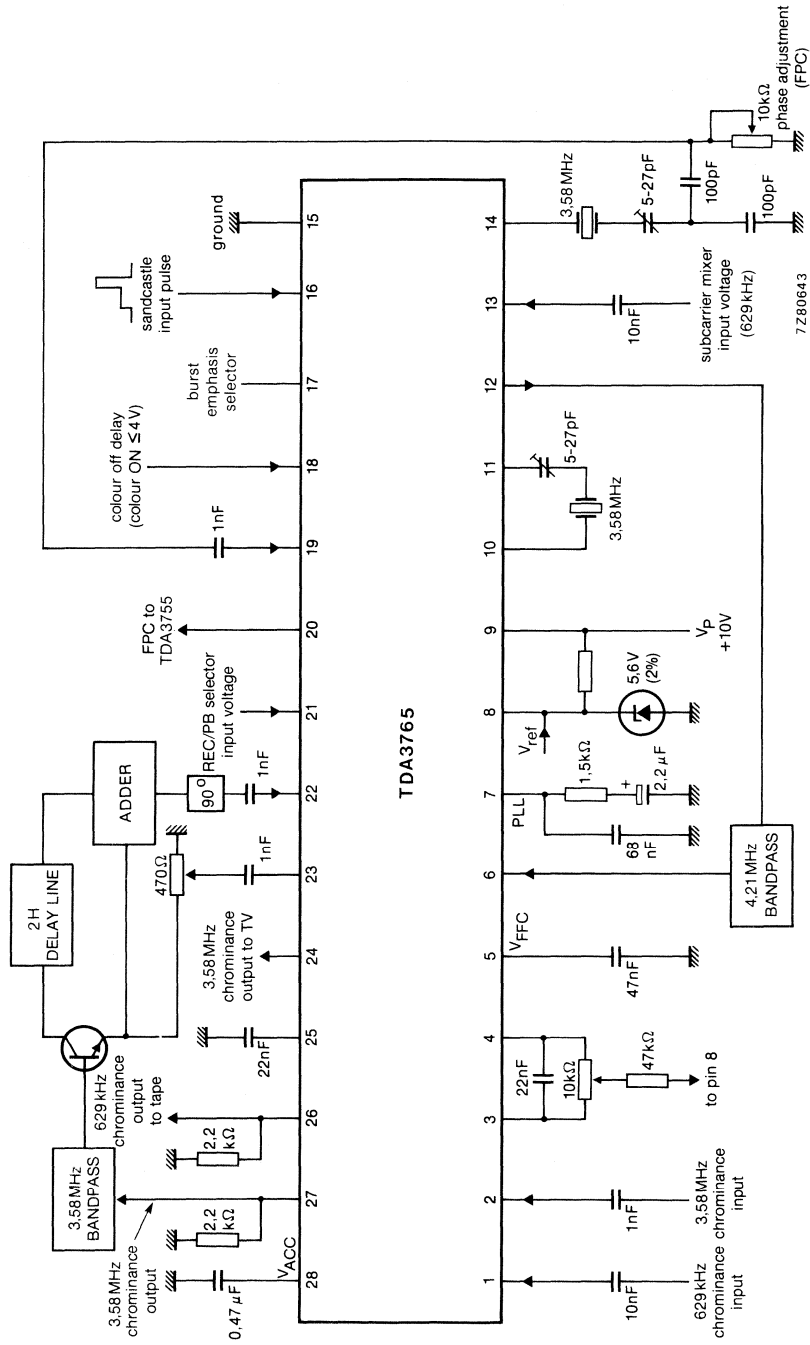 2H
DELAY LINE
ADDER
3,58 MHz
BANDPASS
3,58 MHz
chrominance
output
629 kHz
chrominance
output
to tape
3,58 MHz
chrominance
output to TV
470Ω
90°
REC/PB selector
input voltage
FPC to
TDA3755
colour off delay
(colour ON ≤ 4V)
burst
emphasis
selector
sandcastle
input pulse
ground
0,47 µF
2,2
kΩ
2,2
kΩ
22nF
1nF
1nF
1nF
VACC
28
27
26
25
24
23
22
21
20
19
18
17
16
15
TDA3765
1
2
3
4
5
6
7
8
9
10
11
12
13
14
VFFC
PLL
10nF
1nF
22nF
10kΩ
47kΩ
to pin 8
47nF
68
nF
1,5kΩ
+
2,2 µF
Vref
5,6V
(2%)
VP
+10V
3,58 MHz
5-27pF
10nF
3,58 MHz
5-27pF
100pF
100pF
10kΩ
phase adjustment
(FPC)
629 kHz
chrominance
input
3,58 MHz
chrominance
input
4,21 MHz
BANDPASS
subcarrier mixer
input voltage
(629 kHz)
7Z80643